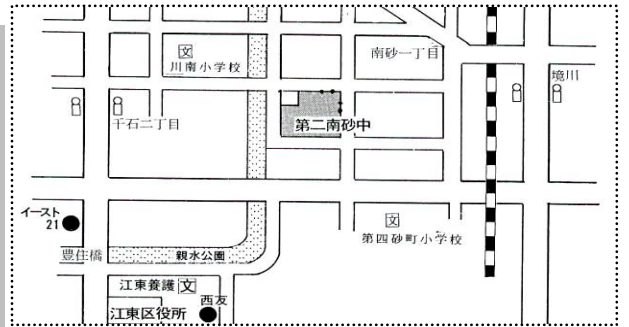 文
川南小学校
南砂一丁目
境川
千石二丁目
第二南砂中
イースト
21
文
第四砂町小学校
豊住橋
親水公園
江東養護 文
西友
江東区役所